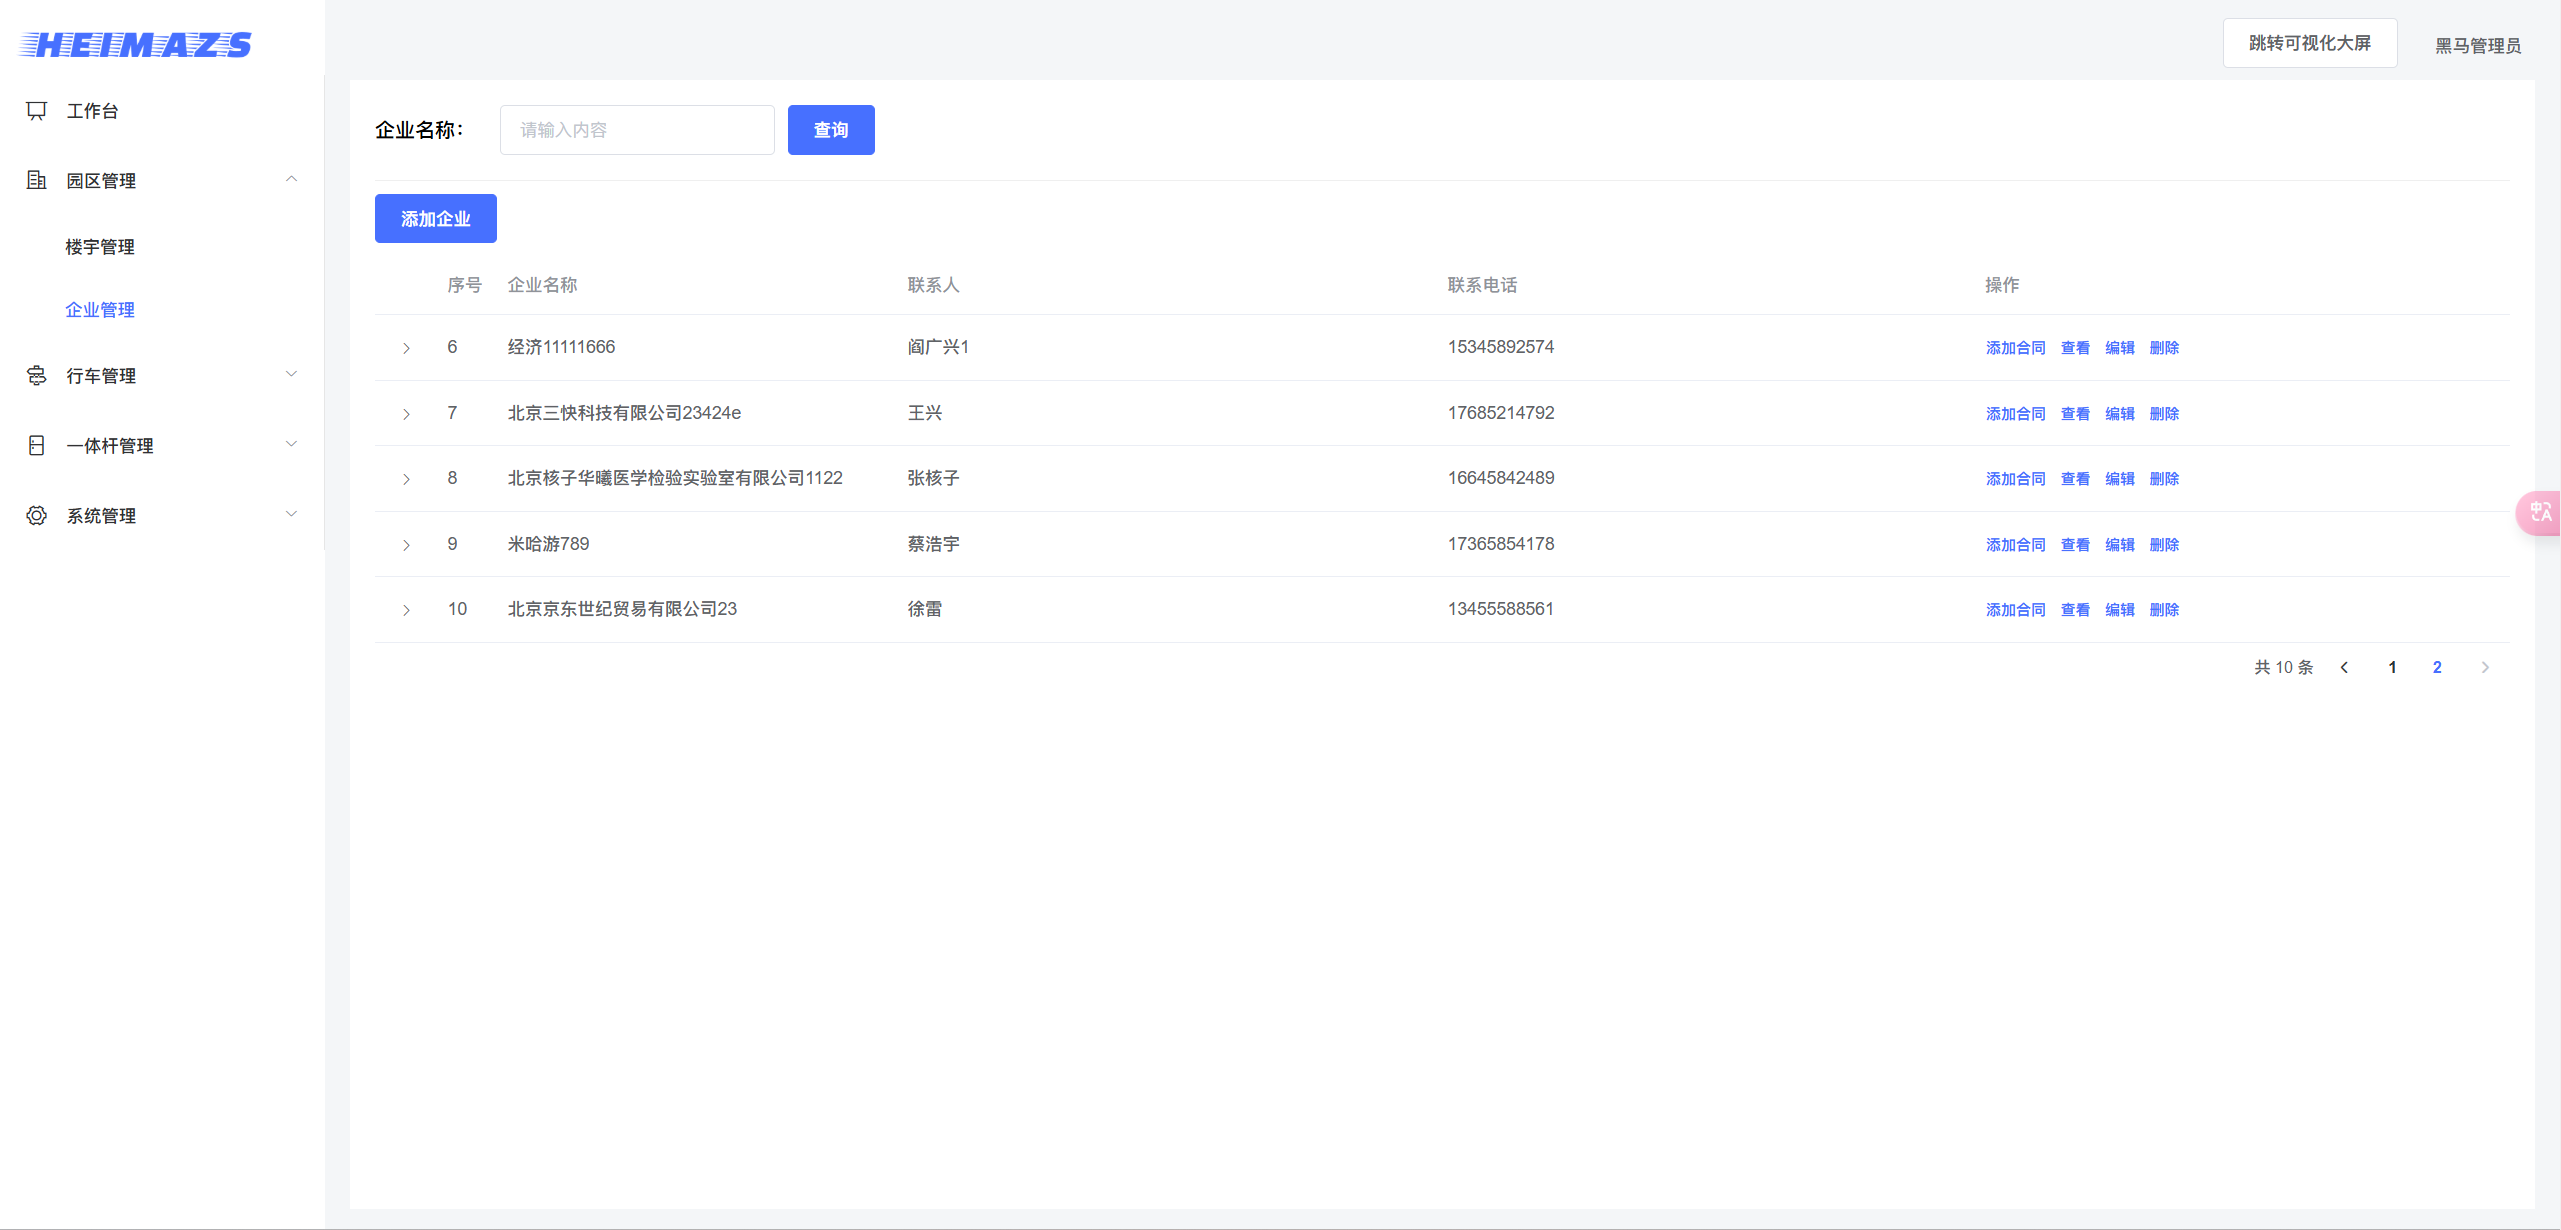 HEIMAZS
跳转可视化大屏 黑马管理员
工作台
园区管理
楼宇管理
企业管理
行车管理
一体杆管理
系统管理
企业名称： 请输入内容 查询
添加企业
序号 企业名称 联系人 联系电话 操作
6 经济11111666 阎广兴1 15345892574 添加合同 查看 编辑 删除
7 北京三快科技有限公司23424e 王兴 17685214792 添加合同 查看 编辑 删除
8 北京核子华曦医学检验实验室有限公司1122 张核子 16645842489 添加合同 查看 编辑 删除
9 米哈游789 蔡浩宇 17365854178 添加合同 查看 编辑 删除
10 北京京东世纪贸易有限公司23 徐雷 13455588561 添加合同 查看 编辑 删除
共 10 条 1 2
中A